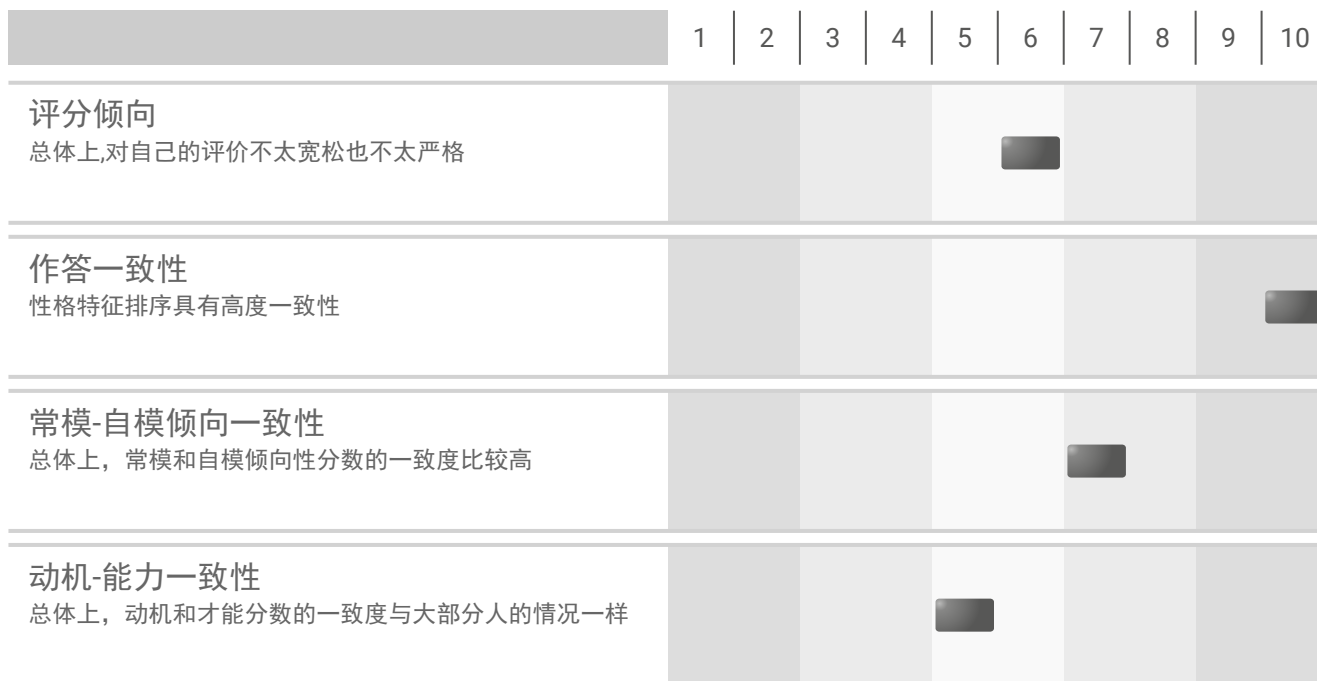 1 2 3 4 5 6 7 8 9 10
评分倾向
总体上,对自己的评价不太宽松也不太严格
作答一致性
性格特征排序具有高度一致性
常模-自模倾向一致性
总体上，常模和自模倾向性分数的一致度比较高
动机-能力一致性
总体上，动机和才能分数的一致度与大部分人的情况一样